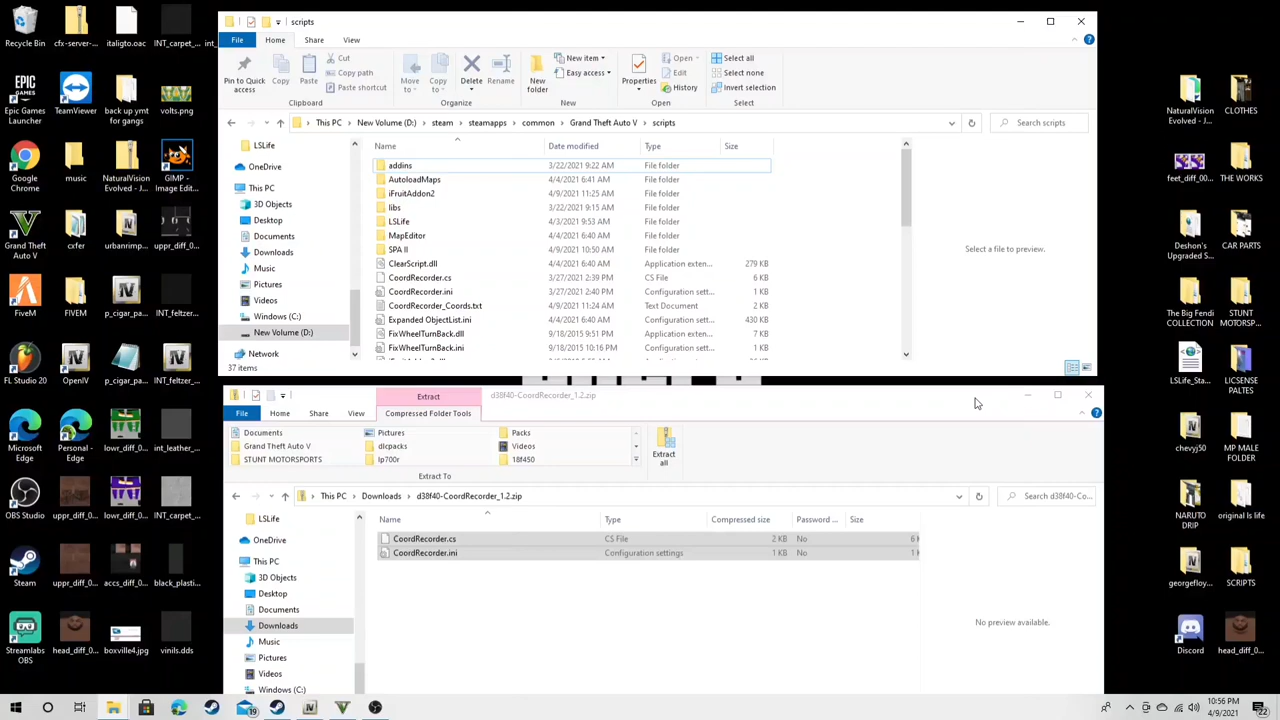 scripts
File Home Share View
Pin to Quick access
Copy
Paste
Cut
Copy path
Paste shortcut
Clipboard
Move to
Copy to
Delete
Rename
Organize
New folder
New item
Easy access
New
Properties
Open
Edit
History
Open
Select all
Select none
Invert selection
Select
This PC New Volume (D:) steam steamapps common Grand Theft Auto V scripts
Search scripts
Name Date modified Type Size
addins 3/22/2021 9:22 AM File folder
AutoloadMaps 4/4/2021 6:41 AM File folder
iFruitAddon2 4/9/2021 11:25 AM File folder
libs 3/22/2021 9:15 AM File folder
LSLife 4/3/2021 9:53 AM File folder
MapEditor 4/4/2021 6:40 AM File folder
SPA II 4/9/2021 10:50 AM File folder
ClearScript.dll 4/4/2021 6:40 AM Application exten... 279 KB
CoordRecorder.cs 3/27/2021 2:39 PM CS File 6 KB
CoordRecorder.ini 3/27/2021 2:40 PM Configuration sett... 1 KB
CoordRecorder_Coords.txt 4/9/2021 11:24 AM Text Document 2 KB
Expanded ObjectList.ini 4/4/2021 6:40 AM Configuration sett... 430 KB
FixWheelTurnBack.dll 9/18/2015 9:51 PM Application exten... 7 KB
FixWheelTurnBack.ini 9/18/2015 10:16 PM Configuration sett... 1 KB
LSLife
OneDrive
This PC
3D Objects
Desktop
Documents
Downloads
Music
Pictures
Videos
Windows (C:)
New Volume (D:)
Network
Select a file to preview.
37 items
Extract
d38f40-CoordRecorder_1.2.zip
File Home Share View Compressed Folder Tools
Documents Pictures Packs
Grand Theft Auto V dlcpacks Videos
STUNT MOTORSPORTS lp700r 18f450
Extract To
Extract all
This PC Downloads d38f40-CoordRecorder_1.2.zip
Search d38f40-Co...
Name Type Compressed size Password ... Size
CoordRecorder.cs CS File 2 KB No 6
CoordRecorder.ini Configuration settings 1 KB No 1
LSLife
OneDrive
This PC
3D Objects
Desktop
Documents
Downloads
Music
Pictures
Videos
Windows (C:)
No preview available.
Recycle Bin
cfx-server-...
italigto.oac
INT_carpet_...
Epic Games Launcher
TeamViewer
back up ymt for gangs
volts.png
Google Chrome
music
NaturalVision Evolved - J...
GIMP - Image Edit...
Grand Theft Auto V
cxfer
urbanrimp...
uppr_diff_0...
FiveM
FIVEM
p_cigar_pa...
INT_feltzer...
FL Studio 20
OpenIV
p_cigar_pa...
INT_feltzer...
Microsoft Edge
Personal - Edge
lowr_diff_0...
int_leather_...
OBS Studio
uppr_diff_0...
lowr_diff_0...
INT_carpet_...
Steam
uppr_diff_0...
accs_diff_0...
black_plasti...
Streamlabs OBS
head_diff_0...
boxville4.jpg
vinils.dds
NaturalVision Evolved - J...
CLOTHES
feet_diff_00...
THE WORKS
Deshon's Upgraded S...
CAR PARTS
The Big Fendi COLLECTION
STUNT MOTORSP...
LSLife_Sta...
LICSENSE PALTES
chevyj50
MP MALE FOLDER
NARUTO DRIP
original ls life
georgefloy...
SCRIPTS
Discord
head_diff_0...
19
10:56 PM
4/9/2021
22